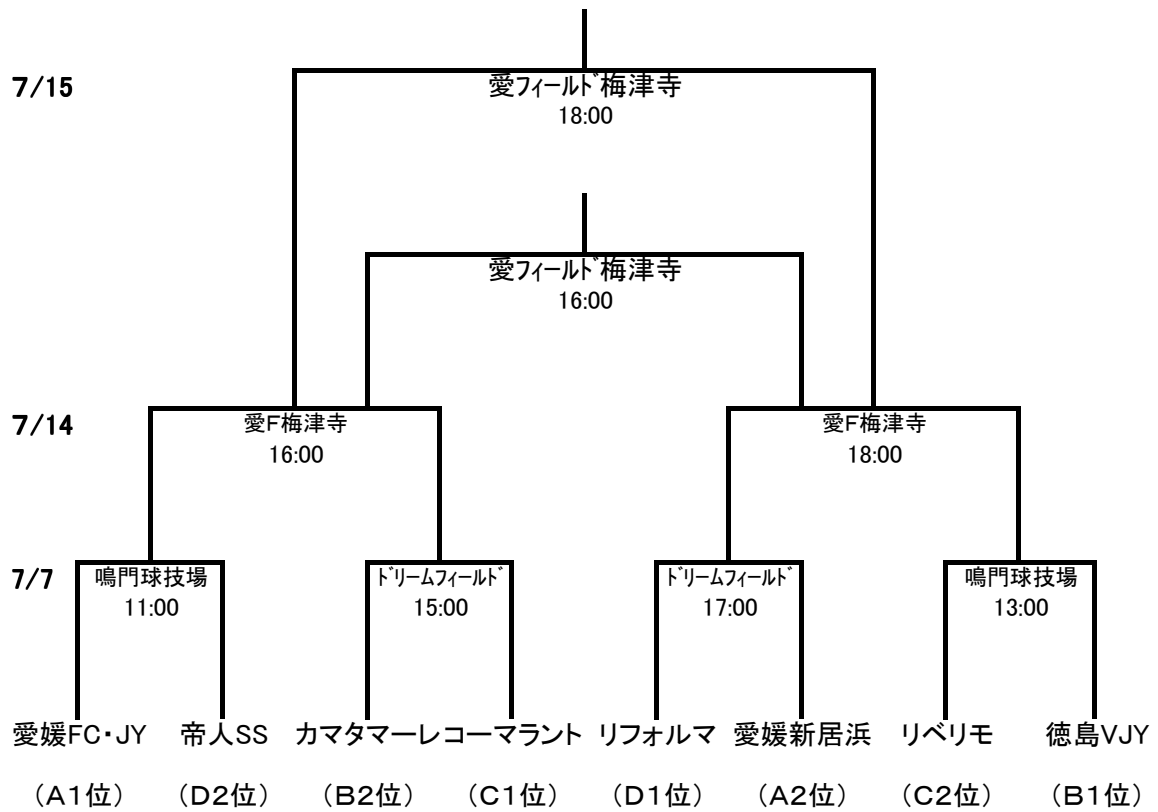 7/15
愛フィールド梅津寺
18:00
愛フィールド梅津寺
16:00
7/14
愛F梅津寺
16:00
愛F梅津寺
18:00
7/7
鳴門球技場
11:00
ドリームフィールド
15:00
ドリームフィールド
17:00
鳴門球技場
13:00
愛媛FC・JY 帝人SS カマタマーレ コーマラント リフォルマ 愛媛新居浜 リベリモ 徳島VJY
（A1位） （D2位） （B2位） （C1位） （D1位） （A2位） （C2位） （B1位）